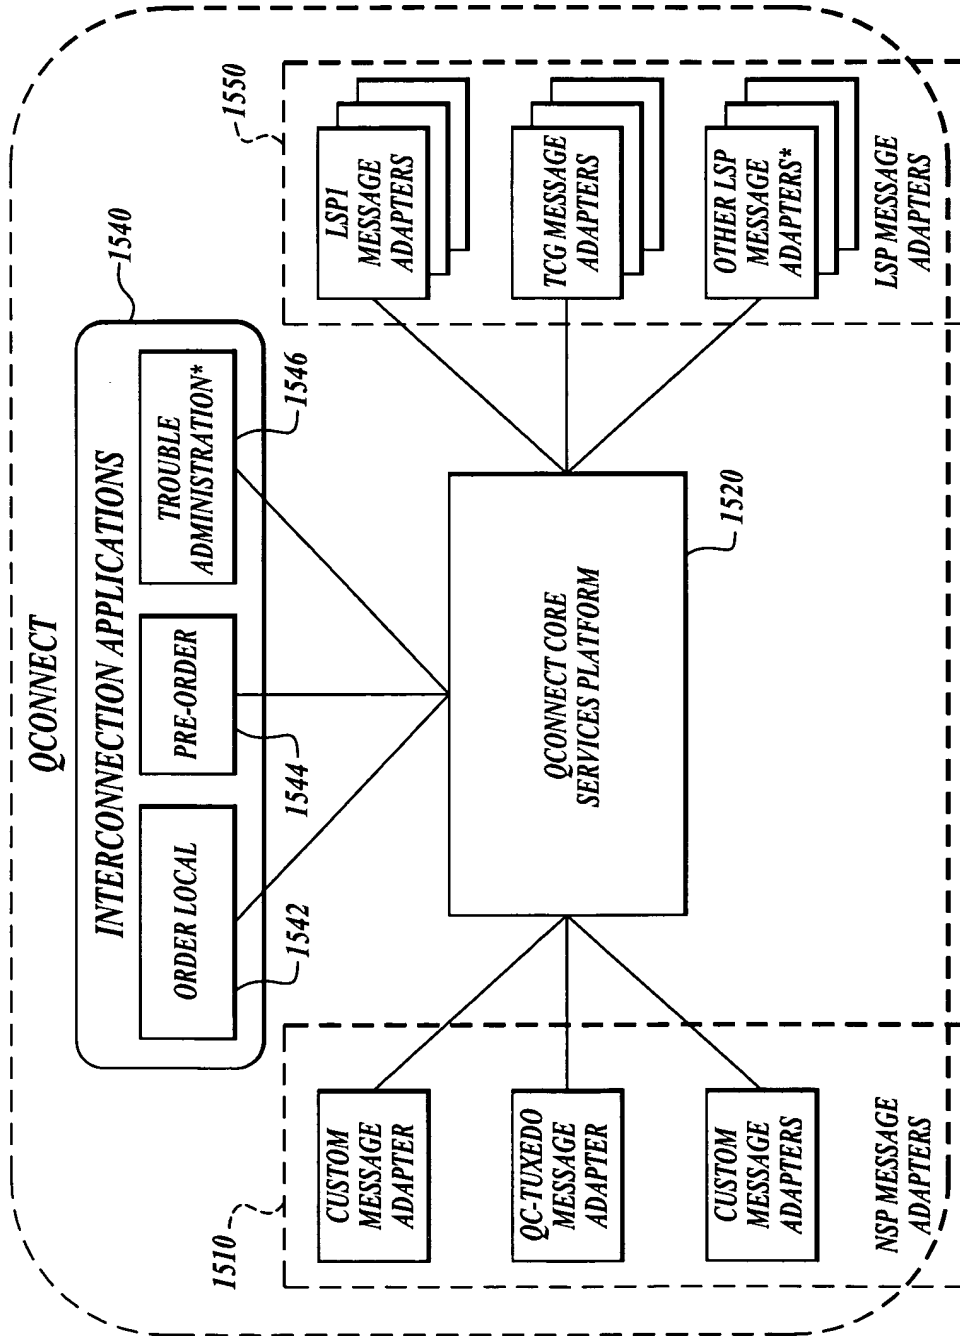 QCONNECT
INTERCONNECTION APPLICATIONS
1540
ORDER LOCAL
1542
PRE-ORDER
1544
TROUBLE
ADMINISTRATION*
1546
1510
CUSTOM
MESSAGE
ADAPTER
QC-TUXEDO
MESSAGE
ADAPTER
CUSTOM
MESSAGE
ADAPTERS
NSP MESSAGE
ADAPTERS
QCONNECT CORE
SERVICES PLATFORM
1520
1550
LSP1
MESSAGE
ADAPTERS
TCG MESSAGE
ADAPTERS
OTHER LSP
MESSAGE
ADAPTERS*
LSP MESSAGE
ADAPTERS